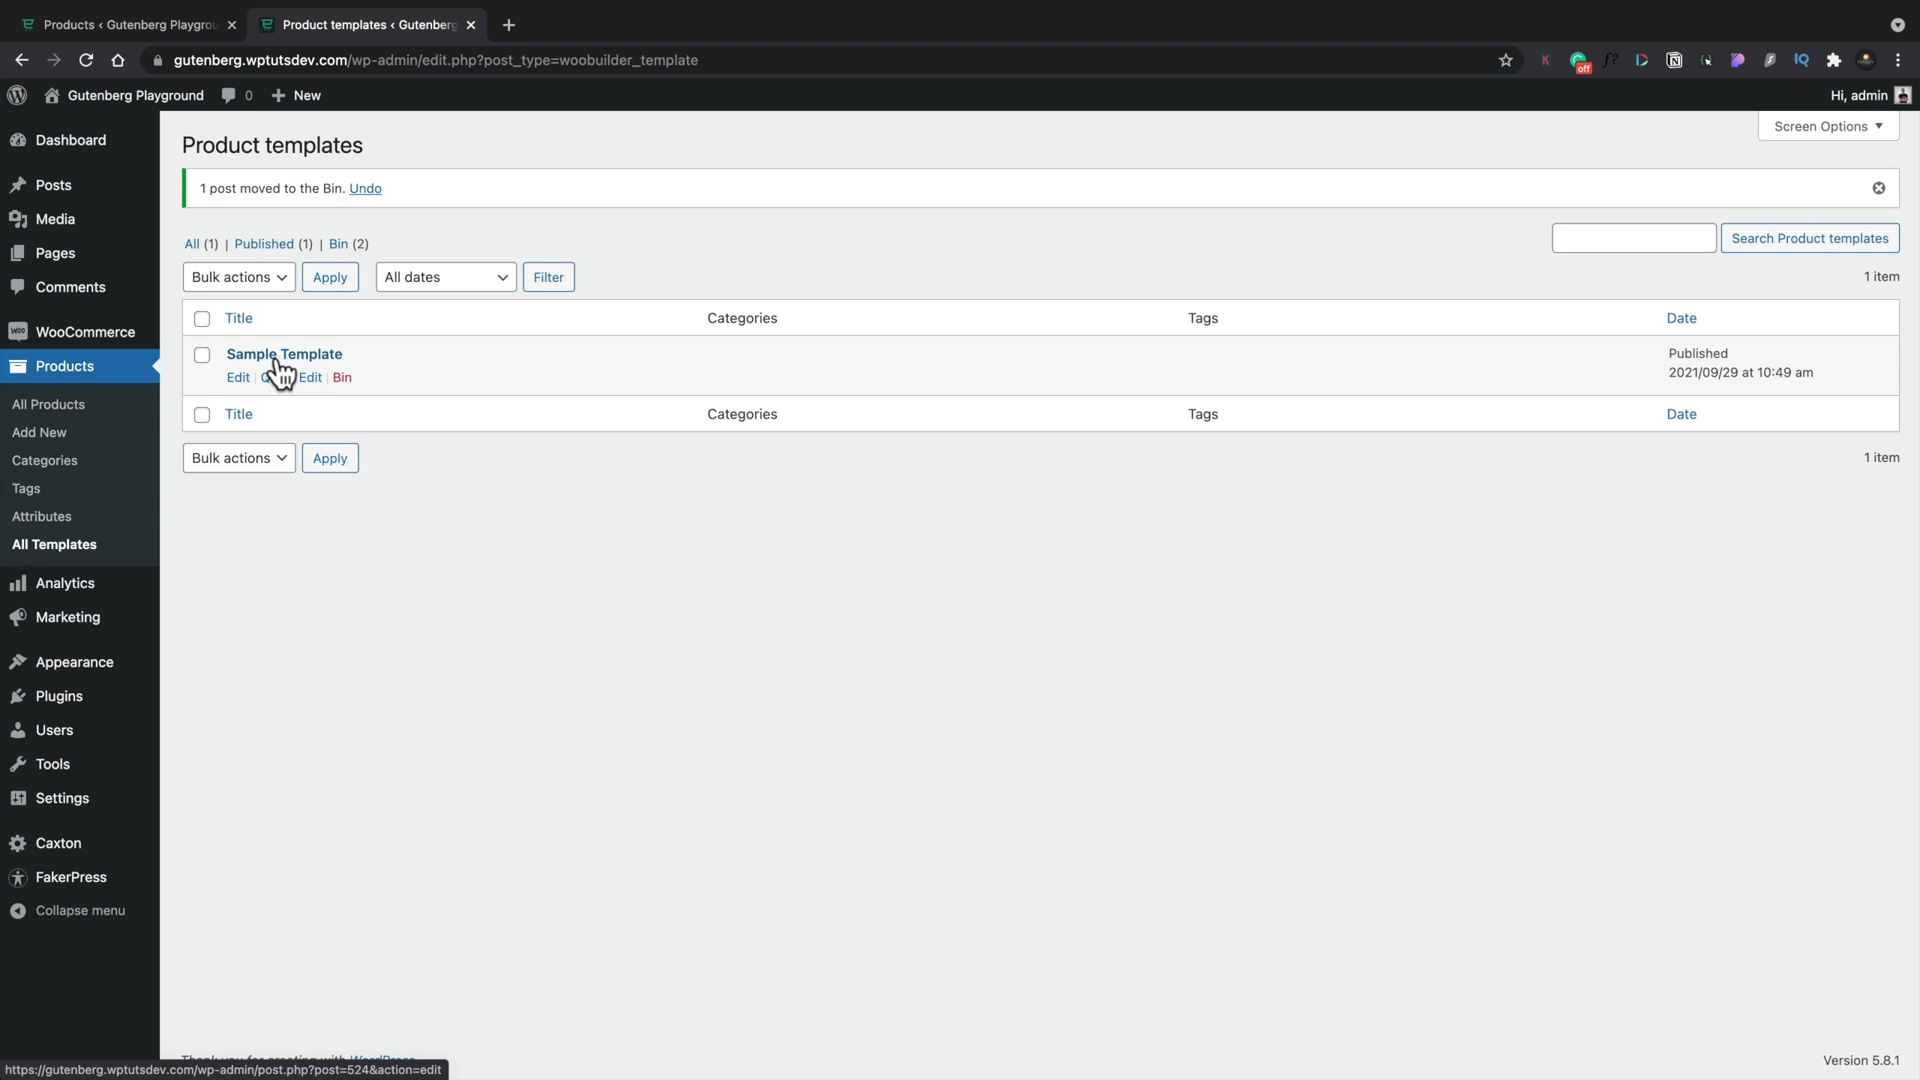 Products ‹ Gutenberg Playgrou
Product templates ‹ Gutenberg
gutenberg.wptutsdev.com/wp-admin/edit.php?post_type=woobuilder_template
off
Gutenberg Playground
0
New
Hi, admin
Dashboard
Posts
Media
Pages
Comments
WooCommerce
Products
All Products
Add New
Categories
Tags
Attributes
All Templates
Analytics
Marketing
Appearance
Plugins
Users
Tools
Settings
Caxton
FakerPress
Collapse menu
Screen Options
Product templates
1 post moved to the Bin. Undo
All (1) | Published (1) | Bin (2)
Search Product templates
Bulk actions Apply All dates Filter
1 item
Title Categories Tags Date
Sample Template
Published
2021/09/29 at 10:49 am
Edit | Edit | Bin
Title Categories Tags Date
Bulk actions Apply
1 item
Version 5.8.1
https://gutenberg.wptutsdev.com/wp-admin/post.php?post=524&action=edit